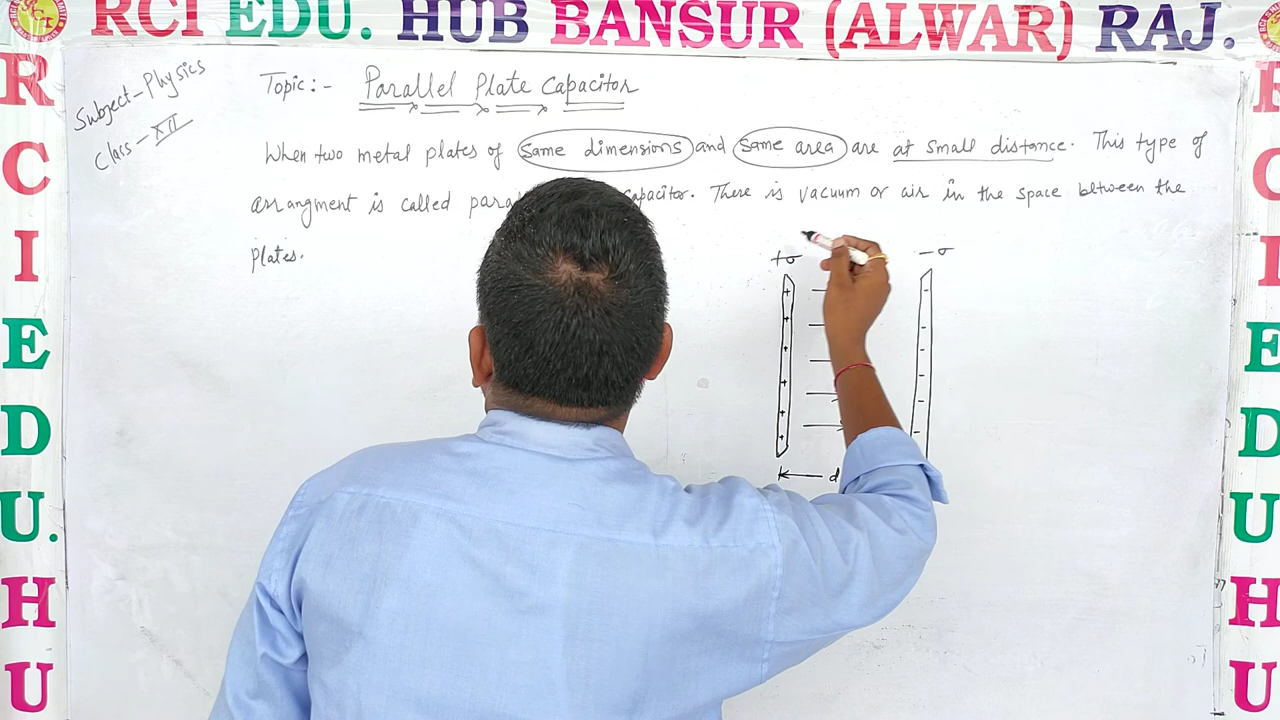 RCI EDU. HUB BANSUR (ALWAR) RAJ.
R
C
I
E
D
U.
H
U
Subject-Physics
Class - XII
Topic:- Parallel Plate Capacitor
When two metal plates of same dimensions and same area are at small distance. This type of
arrangment is called capacitor. There is vacuum or air in the space between the
plates.
+σ
-σ
d
R
C
I
E
D
U.
H
U